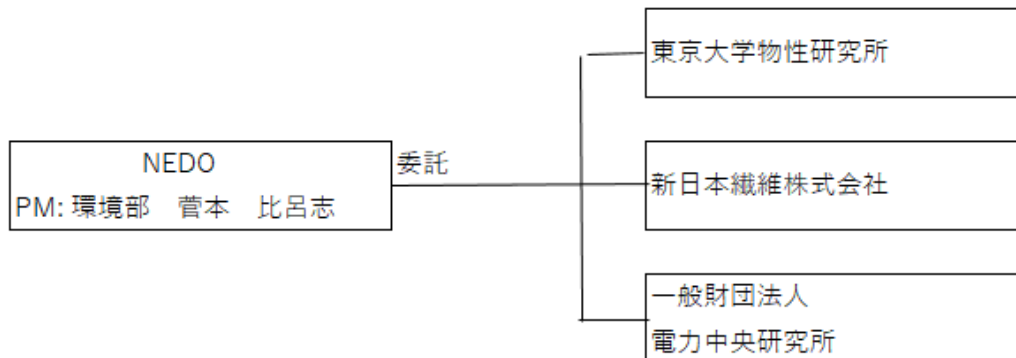 東京大学物性研究所
NEDO
PM: 環境部　菅本　比呂志
委託
新日本繊維株式会社
一般財団法人
電力中央研究所